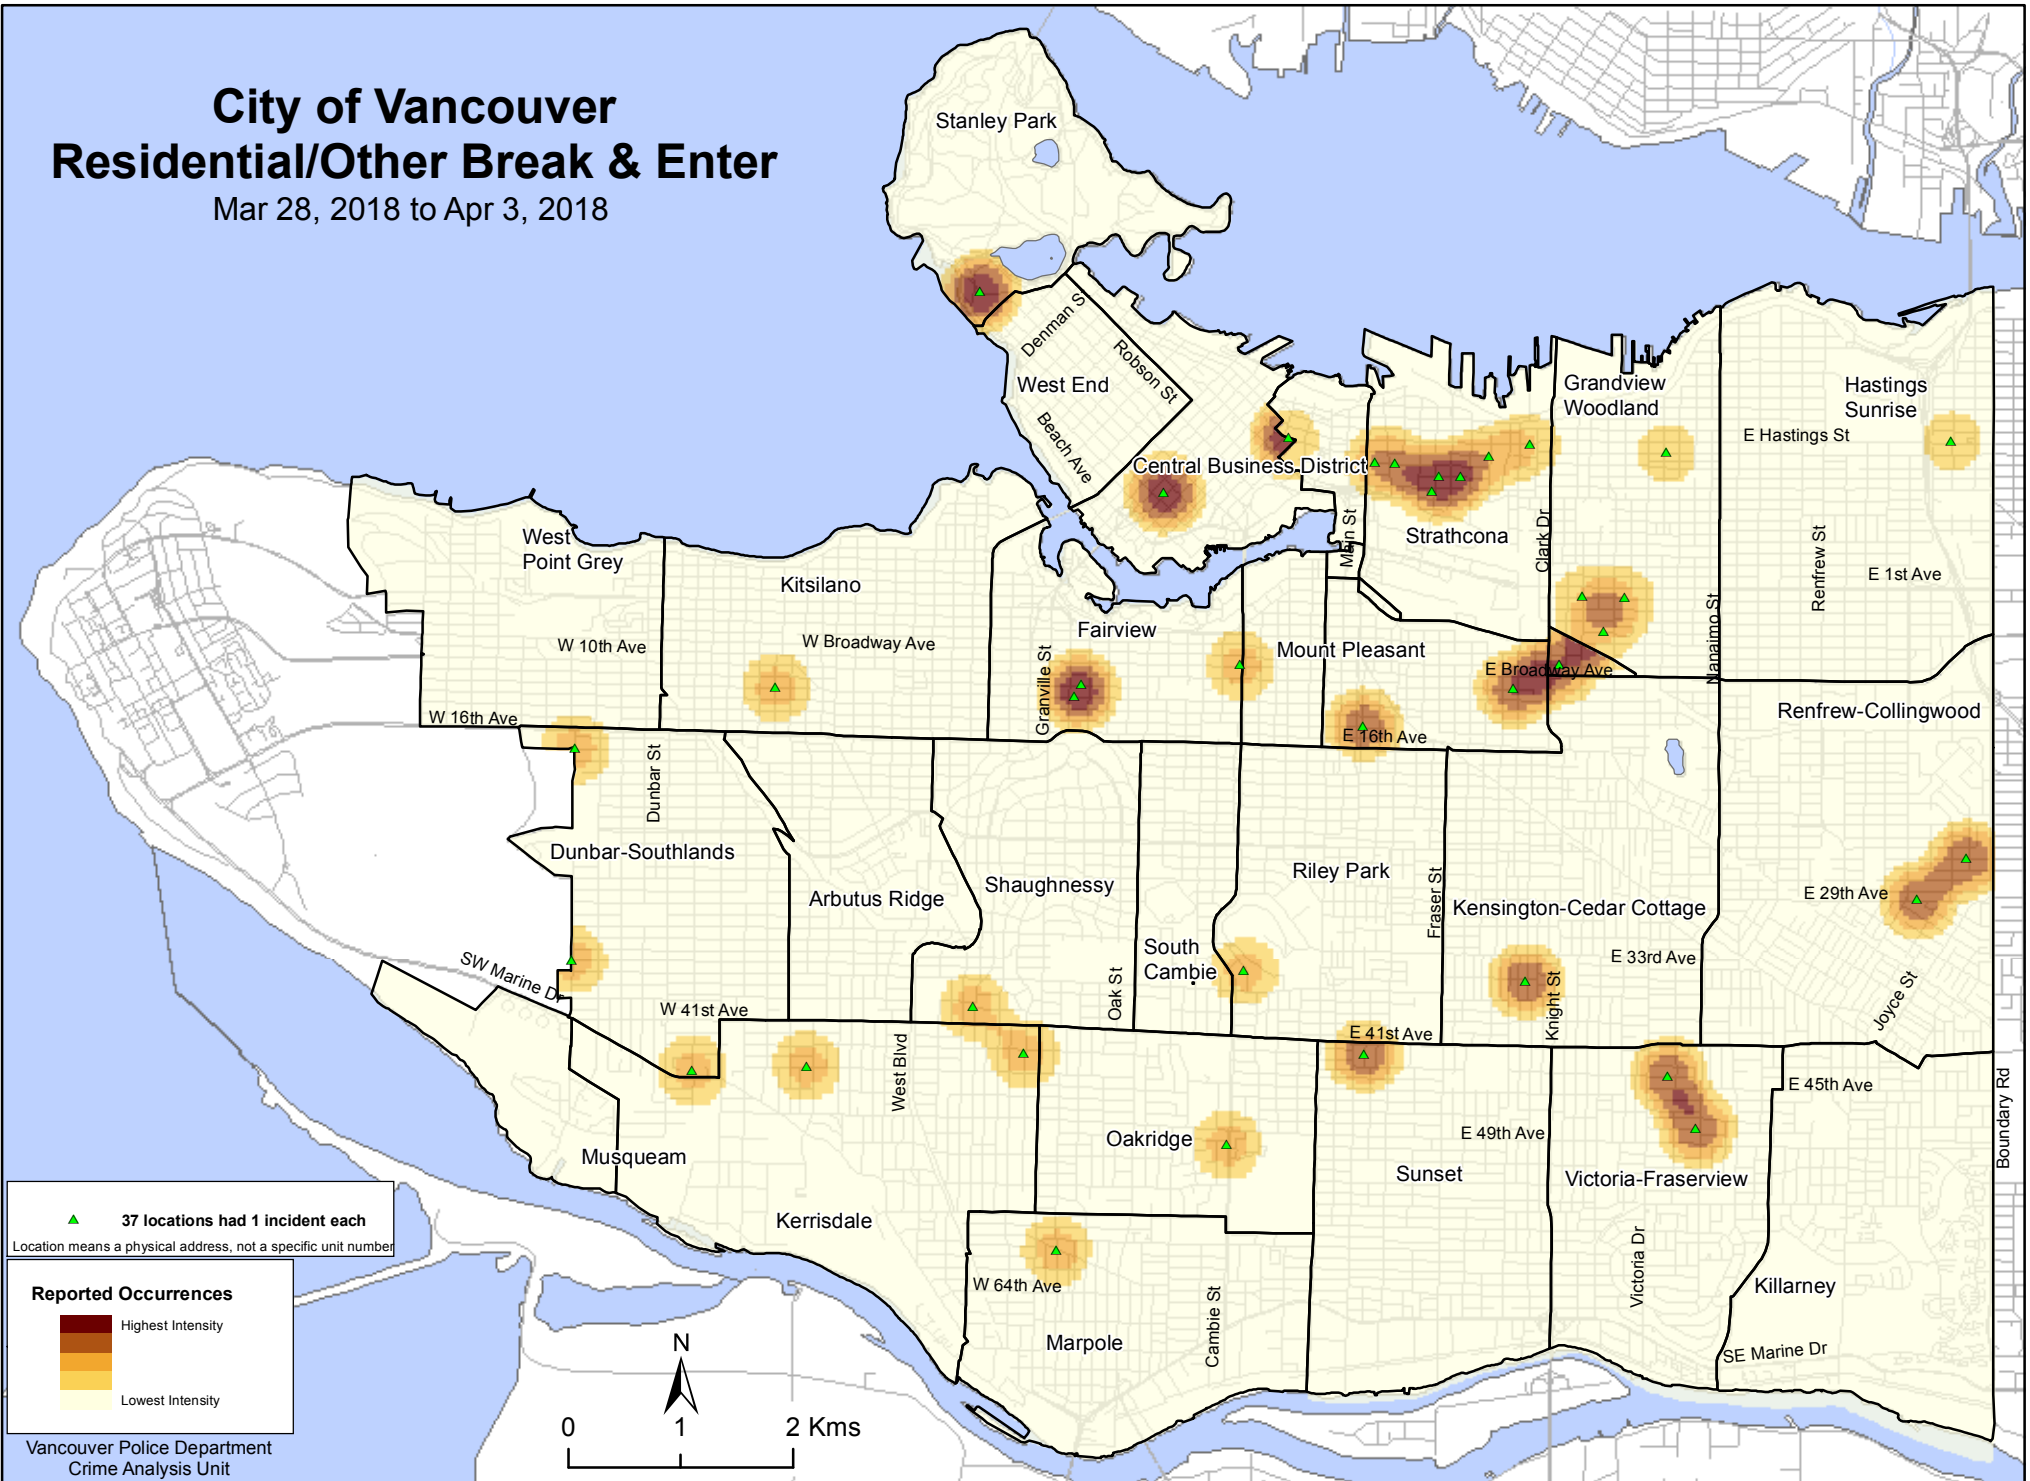 City of Vancouver
Residential/Other Break & Enter
Mar 28, 2018 to Apr 3, 2018
Stanley Park
Denman S
Robson St
West End
Beach Ave
Central Business District
Grandview
Woodland
Hastings
Sunrise
E Hastings St
Main St
Strathcona
Clark Dr
Nanaimo St
Renfrew St
E 1st Ave
West
Point Grey
Kitsilano
W 10th Ave
W Broadway Ave
Fairview
Granville St
Mount Pleasant
E Broadway Ave
W 16th Ave
E 16th Ave
Renfrew-Collingwood
Dunbar St
Dunbar-Southlands
Arbutus Ridge
Shaughnessy
Riley Park
Fraser St
Kensington-Cedar Cottage
E 29th Ave
South
Cambie
Oak St
E 33rd Ave
Knight St
Joyce St
SW Marine Dr
W 41st Ave
E 41st Ave
West Blvd
E 45th Ave
Boundary Rd
Oakridge
E 49th Ave
Sunset
Victoria-Fraserview
Musqueam
Kerrisdale
W 64th Ave
Marpole
Cambie St
Victoria Dr
Killarney
SE Marine Dr
37 locations had 1 incident each
Location means a physical address, not a specific unit number
Reported Occurrences
Highest Intensity
Lowest Intensity
Vancouver Police Department
Crime Analysis Unit
N
0 1 2 Kms